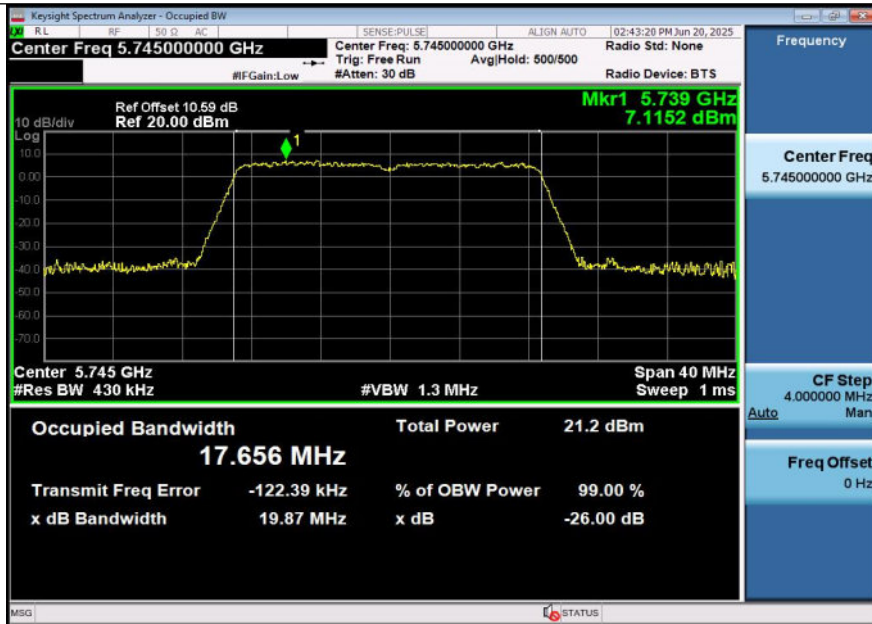 Keysight Spectrum Analyzer - Occupied BW
RL RF 50 Ω AC SENSE:PULSE ALIGN AUTO 02:43:20 PM Jun 20, 2025
Center Freq 5.745000000 GHz
Center Freq: 5.745000000 GHz
Radio Std: None
Trig: Free Run Avg|Hold: 500/500
#IFGain:Low
#Atten: 30 dB
Radio Device: BTS
Frequency
Ref Offset 10.59 dB
Mkr1 5.739 GHz
10 dB/div Ref 20.00 dBm
7.1152 dBm
Log
1
10.0
0.00
-10.0
-20.0
-30.0
-40.0
-50.0
-60.0
-70.0
Center Freq
5.745000000 GHz
Center 5.745 GHz
Span 40 MHz
#Res BW 430 kHz
#VBW 1.3 MHz
Sweep 1 ms
CF Step
4.000000 MHz
Auto Man
Occupied Bandwidth
Total Power 21.2 dBm
17.656 MHz
Transmit Freq Error -122.39 kHz
% of OBW Power 99.00 %
x dB Bandwidth 19.87 MHz
x dB -26.00 dB
Freq Offset
0 Hz
MSG
STATUS